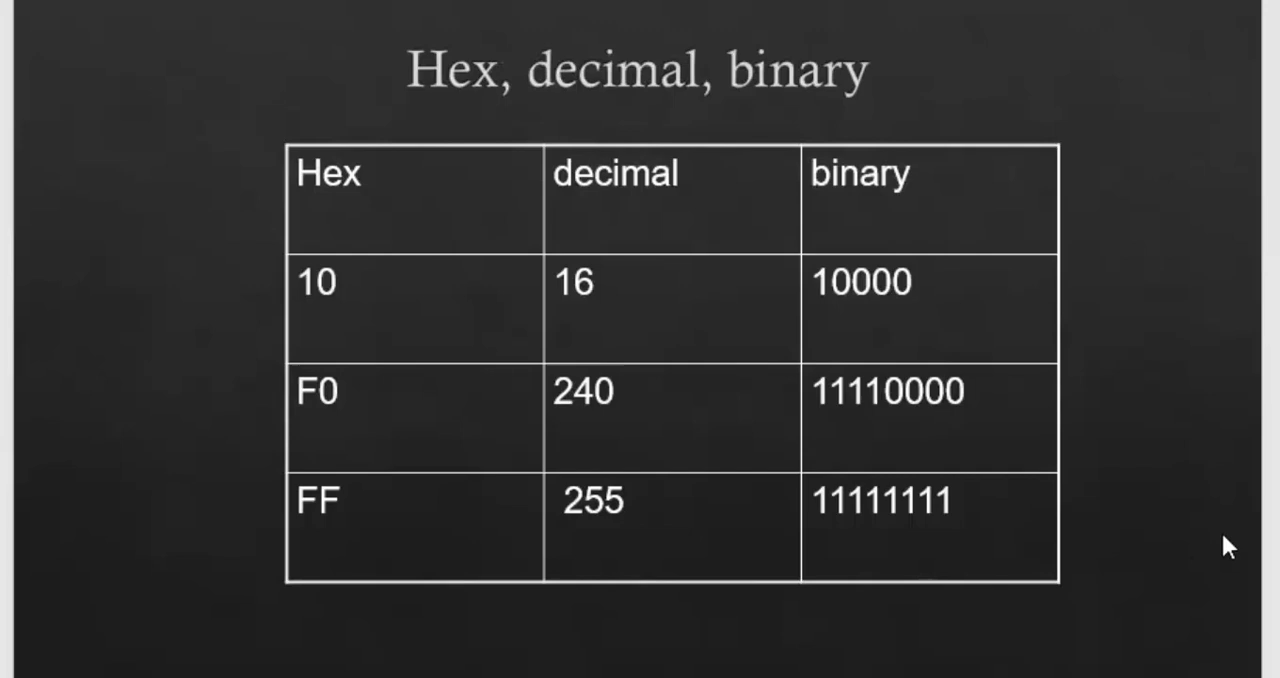 Hex, decimal, binary
Hex decimal binary
10 16 10000
F0 240 11110000
FF 255 11111111